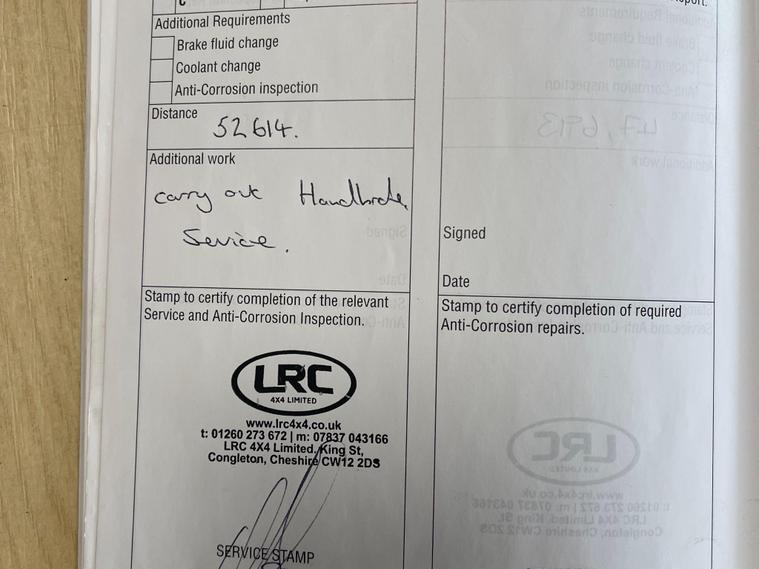 C
port.
Additional Requirements
Brake fluid change
Coolant change
Anti-Corrosion inspection
Distance
52614.
Additional work
carry out Handbrake
Service.
Stamp to certify completion of the relevant
Service and Anti-Corrosion Inspection.
LRC
4X4 LIMITED
www.lrc4x4.co.uk
t: 01260 273 672 | m: 07837 043166
LRC 4X4 Limited, King St,
Congleton, Cheshire CW12 2DS
SERVICE STAMP
Signed
Date
Stamp to certify completion of required
Anti-Corrosion repairs.